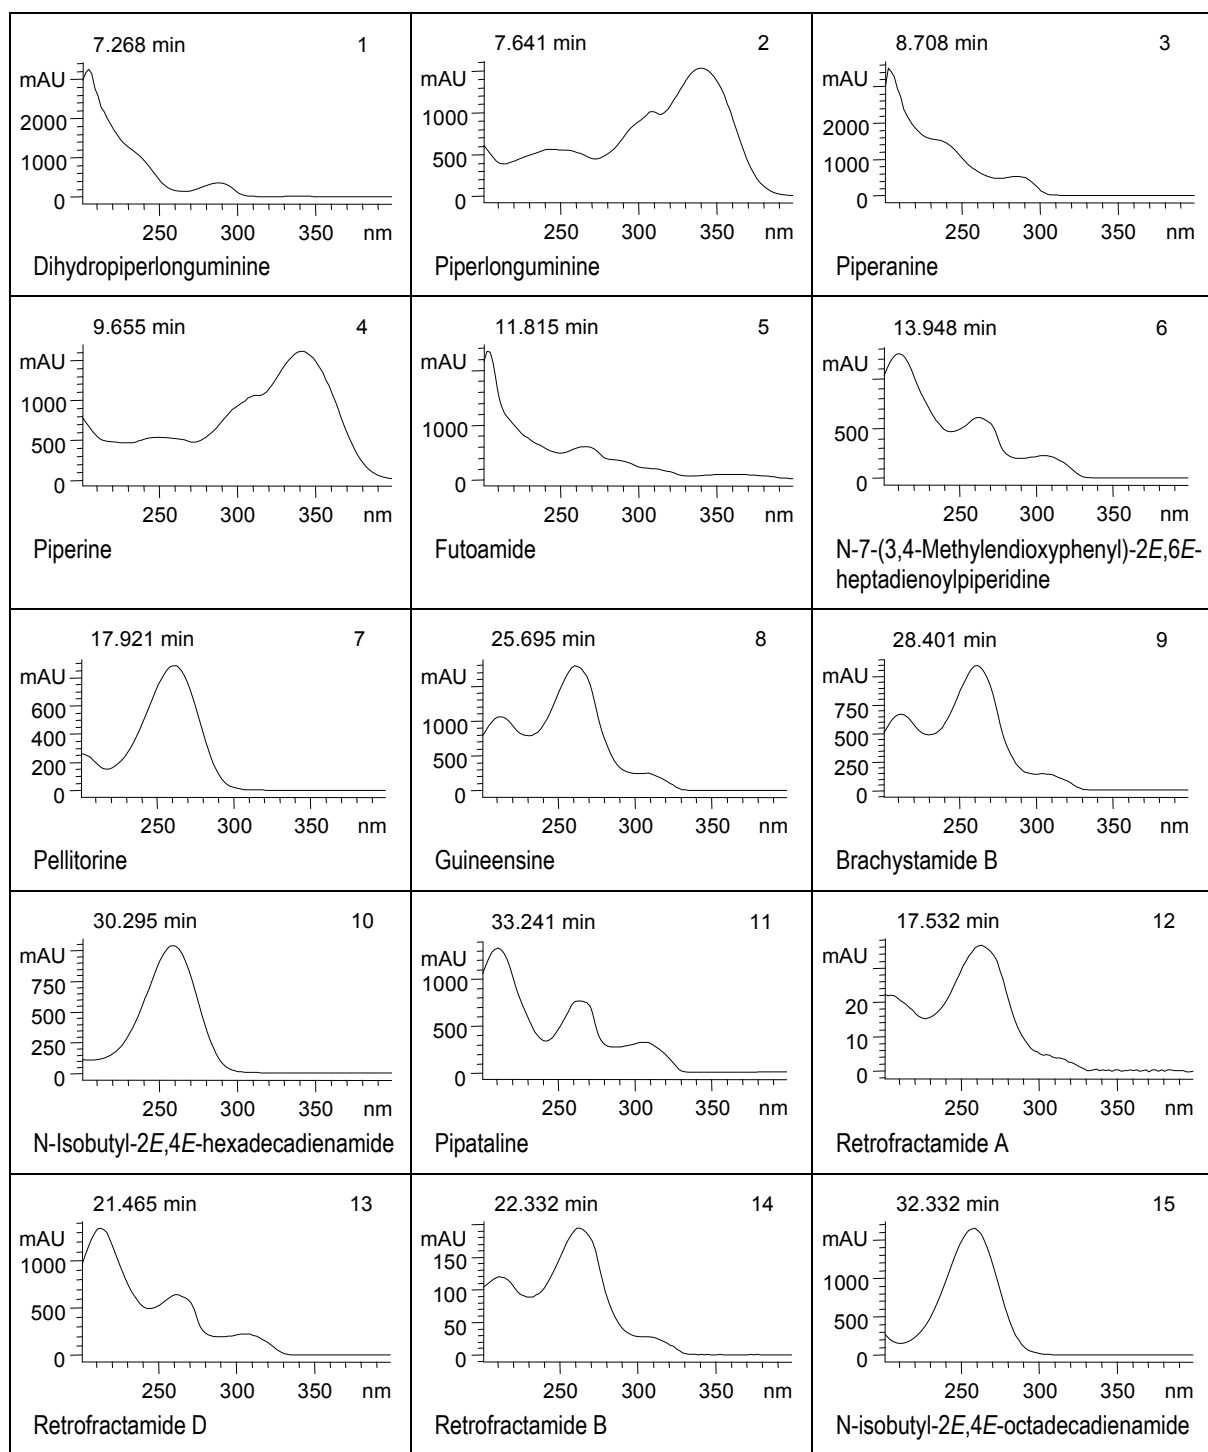 7.268 min 1
mAU
2000
1000
0
250 300 350 nm
Dihydropiperlonguminine
7.641 min 2
mAU
1000
500
0
250 300 350 nm
Piperlonguminine
8.708 min 3
mAU
2000
1000
0
250 300 350 nm
Piperanine
9.655 min 4
mAU
1000
500
0
250 300 350 nm
Piperine
11.815 min 5
mAU
1000
0
250 300 350 nm
Futoamide
13.948 min 6
mAU
500
0
250 300 350 nm
N-7-(3,4-Methylendioxyphenyl)-2E,6E-
heptadienoylpiperidine
17.921 min 7
mAU
600
400
200
0
250 300 350 nm
Pellitorine
25.695 min 8
mAU
1000
500
0
250 300 350 nm
Guineensine
28.401 min 9
mAU
750
500
250
0
250 300 350 nm
Brachystamide B
30.295 min 10
mAU
750
500
250
0
250 300 350 nm
N-Isobutyl-2E,4E-hexadecadienamide
33.241 min 11
mAU
1000
500
0
250 300 350 nm
Pipataline
17.532 min 12
mAU
20
10
0
250 300 350 nm
Retrofractamide A
21.465 min 13
mAU
1000
500
0
250 300 350 nm
Retrofractamide D
22.332 min 14
mAU
150
100
50
0
250 300 350 nm
Retrofractamide B
32.332 min 15
mAU
1000
500
0
250 300 350 nm
N-isobutyl-2E,4E-octadecadienamide